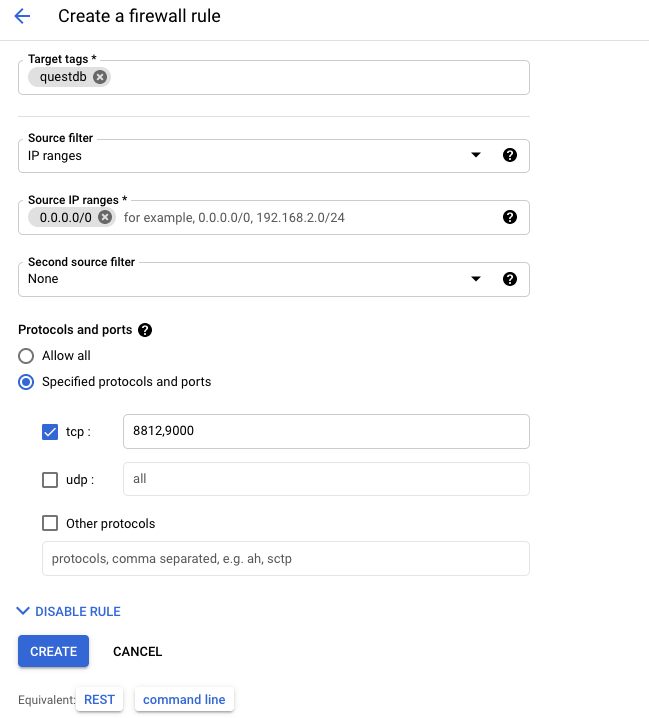 Create a firewall rule
Target tags *
questdb
Source filter
IP ranges
Source IP ranges *
0.0.0.0/0 for example, 0.0.0.0/0, 192.168.2.0/24
Second source filter
None
Protocols and ports
Allow all
Specified protocols and ports
tcp : 8812,9000
udp : all
Other protocols
protocols, comma separated, e.g. ah, sctp
DISABLE RULE
CREATE CANCEL
Equivalent: REST command line